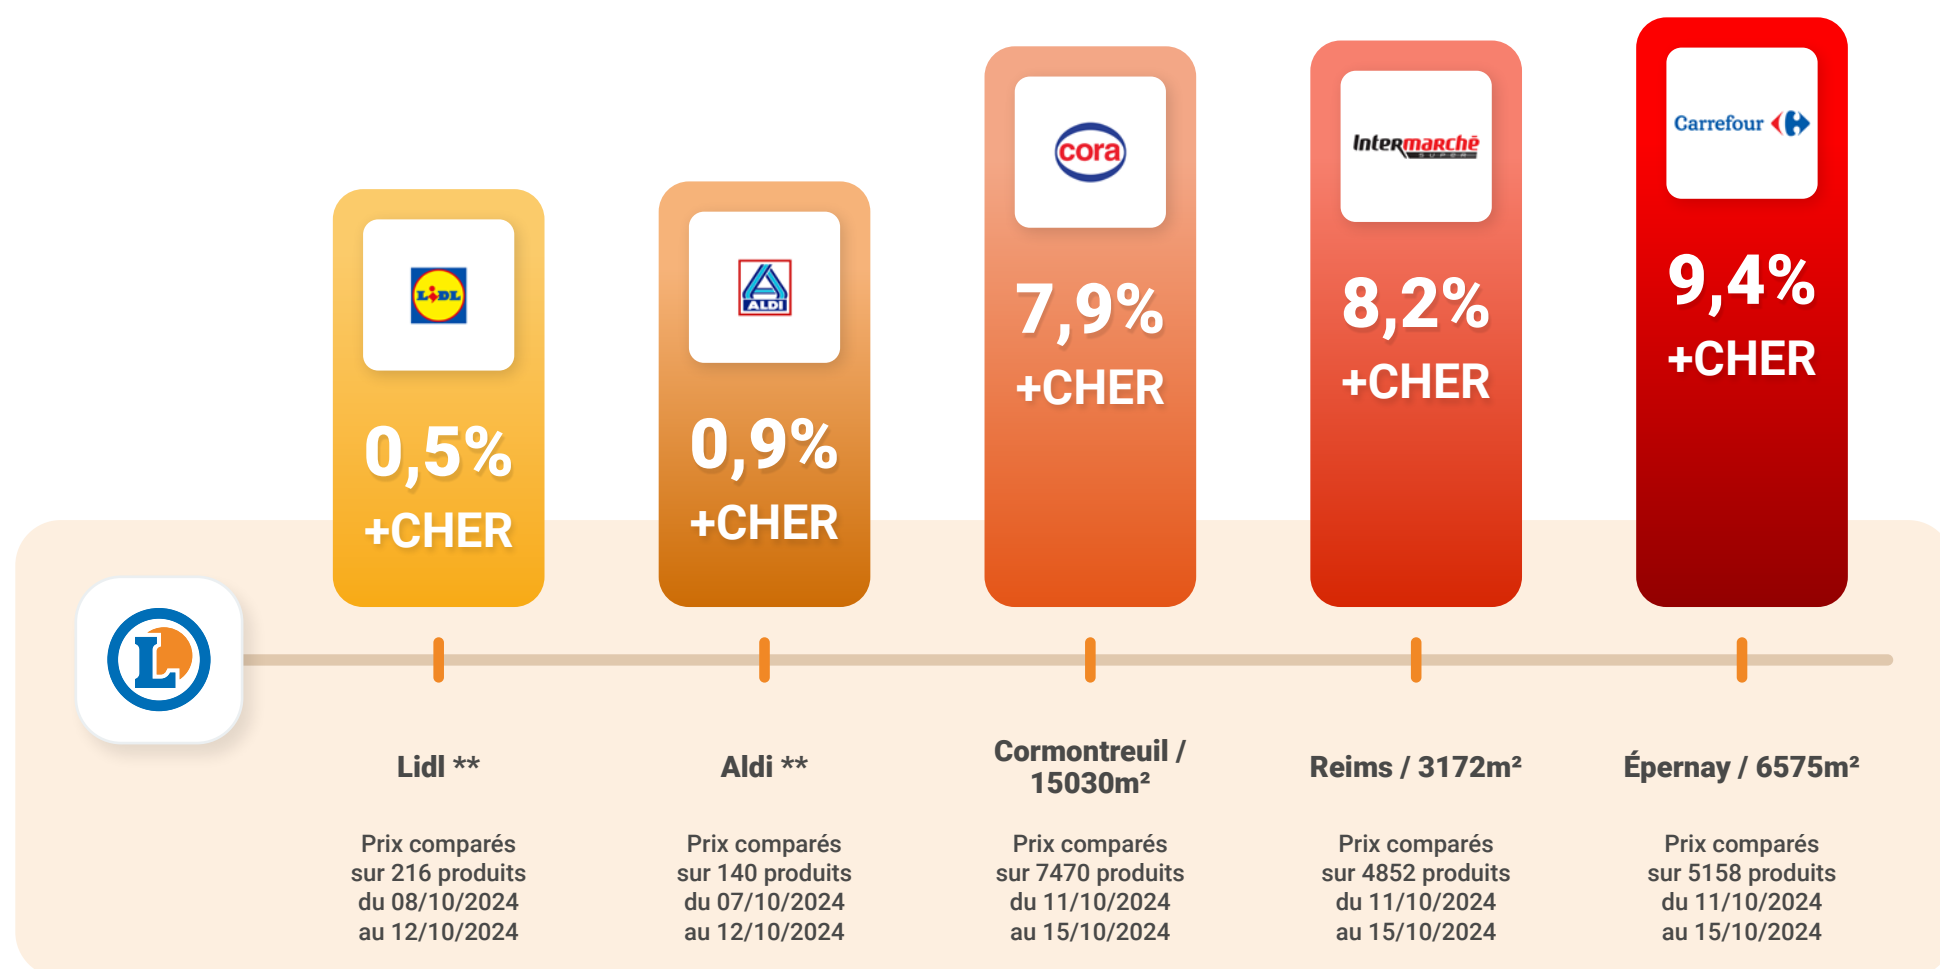 LIDL
0,5%
+CHER
ALDI
0,9%
+CHER
cora
7,9%
+CHER
Intermarchē
SUPER
8,2%
+CHER
Carrefour
9,4%
+CHER
L
Lidl **
Prix comparés
sur 216 produits
du 08/10/2024
au 12/10/2024
Aldi **
Prix comparés
sur 140 produits
du 07/10/2024
au 12/10/2024
Cormontreuil /
15030m²
Prix comparés
sur 7470 produits
du 11/10/2024
au 15/10/2024
Reims / 3172m²
Prix comparés
sur 4852 produits
du 11/10/2024
au 15/10/2024
Épernay / 6575m²
Prix comparés
sur 5158 produits
du 11/10/2024
au 15/10/2024